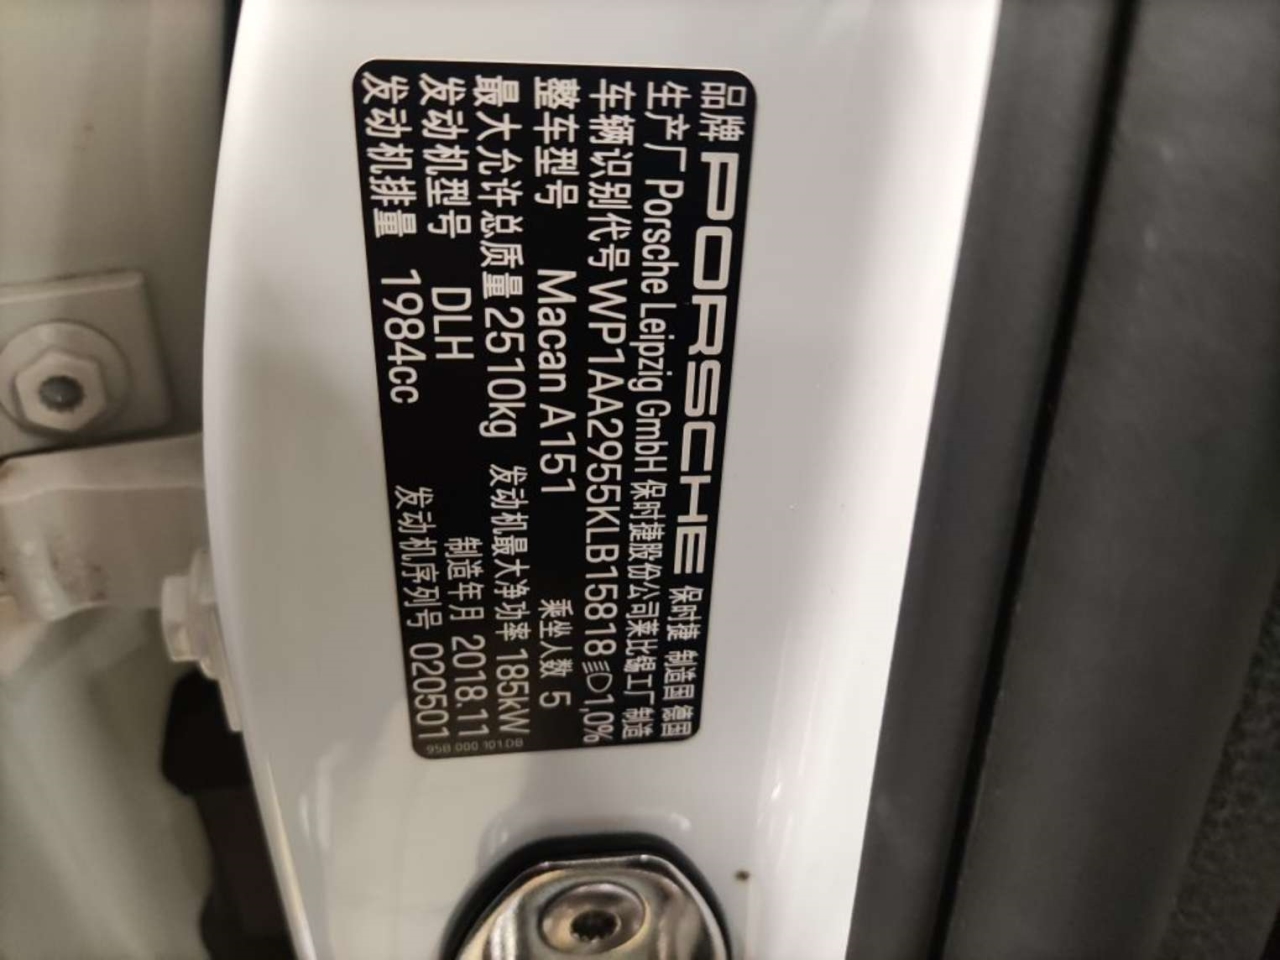 品牌 PORSCHE 保时捷 制造国 德国
生产厂 Porsche Leipzig GmbH 保时捷股份公司莱比锡工厂 制造
车辆识别代号 WP1AA2955KLB15818 1,0%
整车型号 Macan A151 乘坐人数 5
最大允许总质量 2510kg 发动机最大净功率 185kW
发动机型号 DLH 制造年月 2018.11
发动机排量 1984cc 发动机序列号 020501
95B 000 101.DB